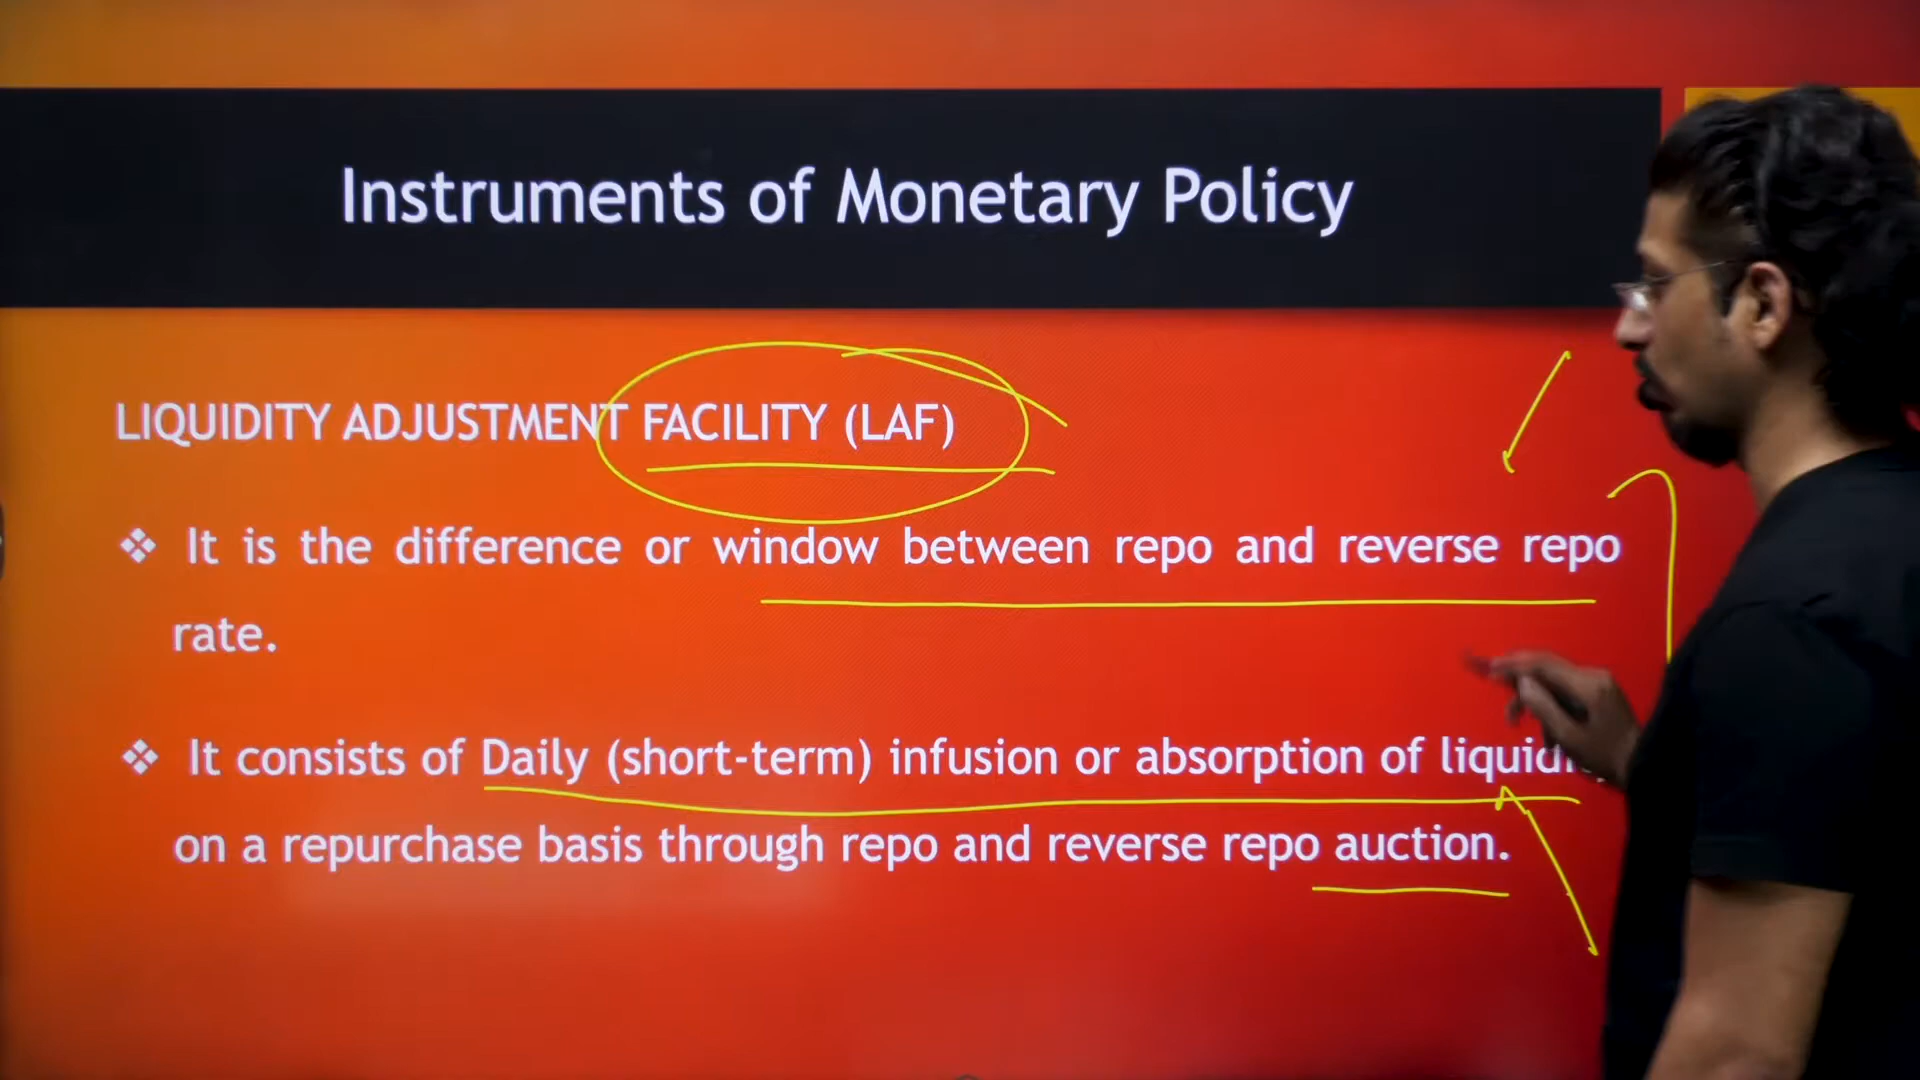 Instruments of Monetary Policy
LIQUIDITY ADJUSTMENT FACILITY (LAF)
❖ It is the difference or window between repo and reverse repo
rate.
❖ It consists of Daily (short-term) infusion or absorption of
on a repurchase basis through repo and reverse repo auction.